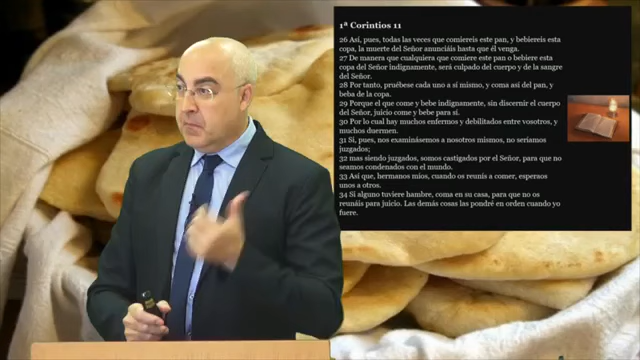 1ª Corintios 11
26 Así, pues, todas las veces que comiereis este pan, y bebiereis esta
copa, la muerte del Señor anunciáis hasta que él venga.
27 De manera que cualquiera que comiere este pan o bebiere esta
copa del Señor indignamente, será culpado del cuerpo y de la sangre
del Señor.
28 Por tanto, pruébese cada uno a sí mismo, y coma así del pan, y
beba de la copa.
29 Porque el que come y bebe indignamente, sin discernir el cuerpo
del Señor, juicio come y bebe para sí.
30 Por lo cual hay muchos enfermos y debilitados entre vosotros, y
muchos duermen.
31 Si, pues, nos examinásemos a nosotros mismos, no seríamos
juzgados;
32 mas siendo juzgados, somos castigados por el Señor, para que no
seamos condenados con el mundo.
33 Así que, hermanos míos, cuando os reunís a comer, esperaos
unos a otros.
34 Si alguno tuviere hambre, coma en su casa, para que no os
reunáis para juicio. Las demás cosas las pondré en orden cuando yo
fuere.